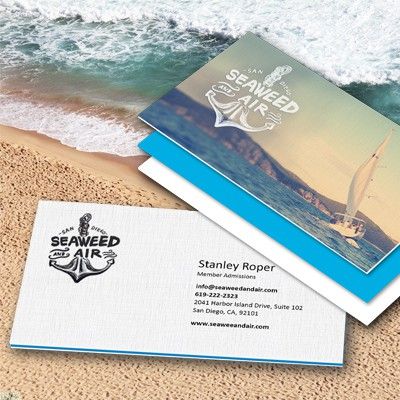 SAN DIEGO
SEAWEED
AND AIR
SAN DIEGO
SEAWEED
AND AIR
Stanley Roper
Member Admissions
info@seaweedandair.com
619-222-2323
2041 Harbor Island Drive, Suite 102
San Diego, CA, 92101
www.seaweeandair.com